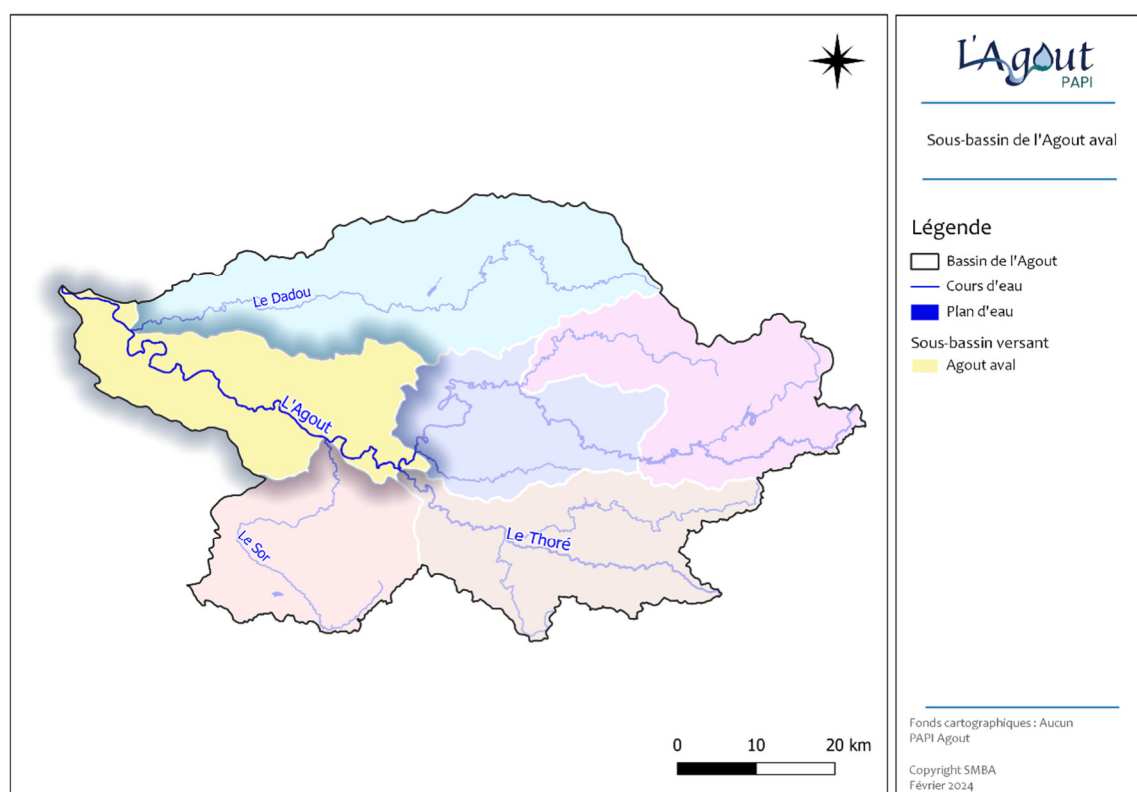 Le Dadou
L'Agout
Le Sor
Le Thoré
0 10 20 km
L'Agout
PAPI
Sous-bassin de l'Agout aval
Légende
Bassin de l'Agout
Cours d'eau
Plan d'eau
Sous-bassin versant
Agout aval
Fonds cartographiques : Aucun
PAPI Agout
Copyright SMBA
Février 2024